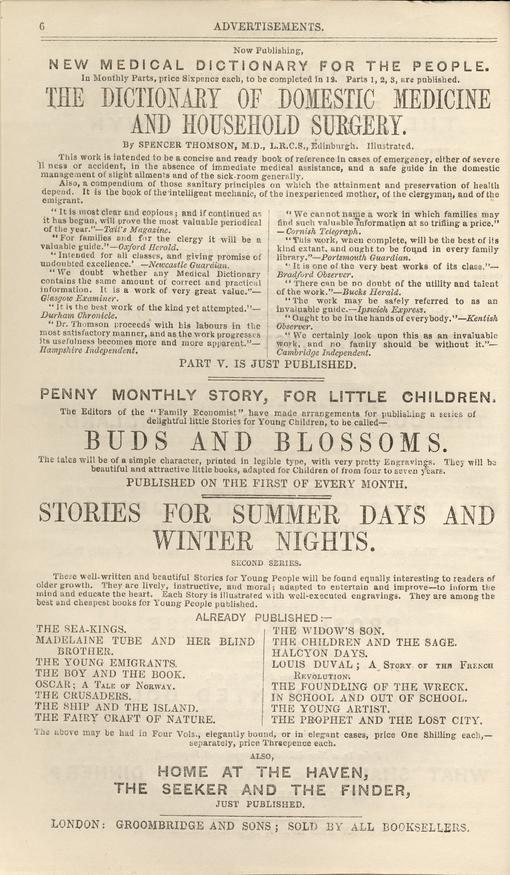 6 ADVERTISEMENTS.
Now Publishing,
NEW MEDICAL DICTIONARY FOR THE PEOPLE.
In Monthly Parts, price Sixpence each, to be completed in 12. Parts 1, 2, 3, are published.
THE DICTIONARY OF DOMESTIC MEDICINE
AND HOUSEHOLD SURGERY.
By SPENCER THOMSON, M.D., L.R.C.S., Edinburgh. Illustrated.
This work is intended to be a concise and ready book of reference in cases of emergency, either of severe
'll ness or accident, in the absence of immediate medical assistance, and a safe guide in the domestic
management of slight ailments and of the sick-room generally.
Also, a compendium of those sanitary principles on which the attainment and preservation of health
depend. It is the book of the intelligent mechanic, of the inexperienced mother, of the clergyman, and of the
emigrant.
"It is most clear and copious; and if continued as
it has begun, will prove the most valuable periodical
of the year."—Tait's Magazine.
"For families and for the clergy it will be a
valuable guide."—Oxford Herald.
"Intended for all classes, and giving promise of
undoubted excellence.' —Newcastle Guardian.
"We doubt whether any Medical Dictionary
contains the same amount of correct and practical
information. It is a work of very great value."—
Glasgow Examiner.
"It is the best of the kind yet attempted."—
Durham Chronicle.
"Dr. Thomson proceeds with his labours in the
most satisfactory manner, and as the work progresses
its usefulness becomes more and more apparent."—
Hampshire Independent.
"We cannot name a work in which families may
find such valuable information at so trifling a price."
—Cornish Telegraph.
"This work, when complete, will be the best of its
kind extant, and ought to be found in every family
library."—Portsmouth Guardian.
"It is one of the very best works of its class."—
Bradford Observer.
"There can be no doubt of the utility and talent
of the work."—Bucks Herald.
"The work may be safely referred to as an
invaluable guide.—Ipswich Express.
"Ought to be in the hands of everybody."—Kentish
Observer.
"We certainly look upon this as an invaluable
work, and no family should be without it."—
Cambridge Independent.
PART V. IS JUST PUBLISHED.
PENNY MONTHLY STORY, FOR LITTLE CHILDREN.
The Editors of the "Family Economist" have made arrangements for publishing a series of
delightful little Stories for Young Children, to be called—
BUDS AND BLOSSOMS.
The tales will be of a simple character, printed in legible type, with very pretty Engravings. They will be
beautiful and attractive little books, adapted for Children of from four to seven years.
PUBLISHED ON THE FIRST OF EVERY MONTH.
STORIES FOR SUMMER DAYS AND
WINTER NIGHTS.
SECOND SERIES.
These well-written and beautiful Stories for Young People will be found equally interesting to readers of
older growth. They are lively, instructive, and moral; adapted to entertain and improve—to inform the
mind and educate the heart. Each Story is illustrated with well-executed engravings. They are among the
best and cheapest books for Young People published.
ALREADY PUBLISHED:—
THE SEA-KINGS.
MADELAINE TUBE AND HER BLIND
BROTHER.
THE YOUNG EMIGRANTS.
THE BOY AND THE BOOK.
OSCAR; A TALE OF NORWAY.
THE CRUSADERS.
THE SHIP AND THE ISLAND.
THE FAIRY CRAFT OF NATURE.
THE WIDOW'S SON.
THE CHILDREN AND THE SAGE.
HALCYON DAYS.
LOUIS DUVAL; A STORY OF THE FRENCH
REVOLUTION.
THE FOUNDLING OF THE WRECK.
IN SCHOOL AND OUT OF SCHOOL.
THE YOUNG ARTIST.
THE PROPHET AND THE LOST CITY.
The above may be had in Four Vols., elegantly bound, or in elegant cases, price One Shilling each,—
separately, price Threepence each.
ALSO,
HOME AT THE HAVEN,
THE SEEKER AND THE FINDER,
JUST PUBLISHED.
LONDON: GROOMBRIDGE AND SONS; SOLD BY ALL BOOKSELLERS.